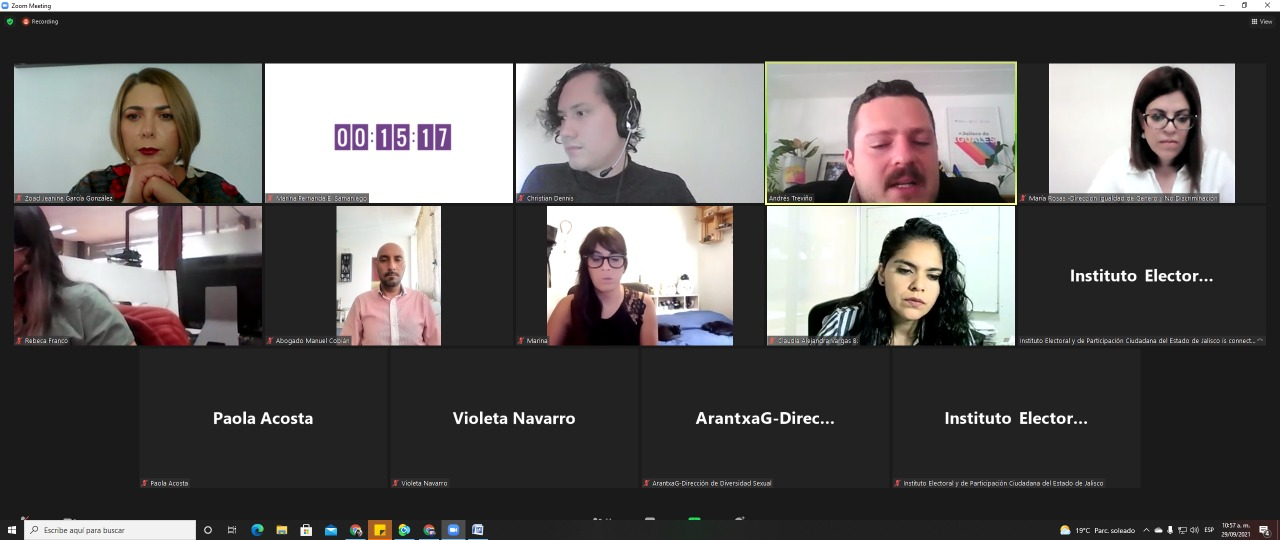 Zoom Meeting
Recording
View
00:15:17
Jalisco de
IGUALES
Zoad Jeanine García González
Marina Fernanda E. Samaniego
Christian Dennis
Andrés Treviño
María Rosas -Dirección Igualdad de Género y No Discriminación
Instituto Elector...
Rebeca Franco
Abogado Manuel Cobián
Marina
Claudia Alejandra Vargas B.
Instituto Electoral y de Participación Ciudadana del Estado de Jalisco is connect...
Paola Acosta
Violeta Navarro
ArantxaG-Direc...
Instituto Elector...
Paola Acosta
Violeta Navarro
ArantxaG-Dirección de Diversidad Sexual
Instituto Electoral y de Participación Ciudadana del Estado de Jalisco
Escribe aquí para buscar
19°C Parc. soleado
ESP
10:57 a. m.
29/09/2021